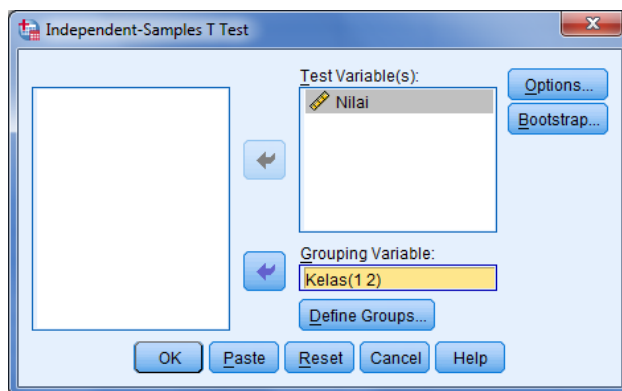 Independent-Samples T Test
Test Variable(s):
Nilai
Options...
Bootstrap...
Grouping Variable:
Kelas(1 2)
Define Groups...
OK
Paste
Reset
Cancel
Help